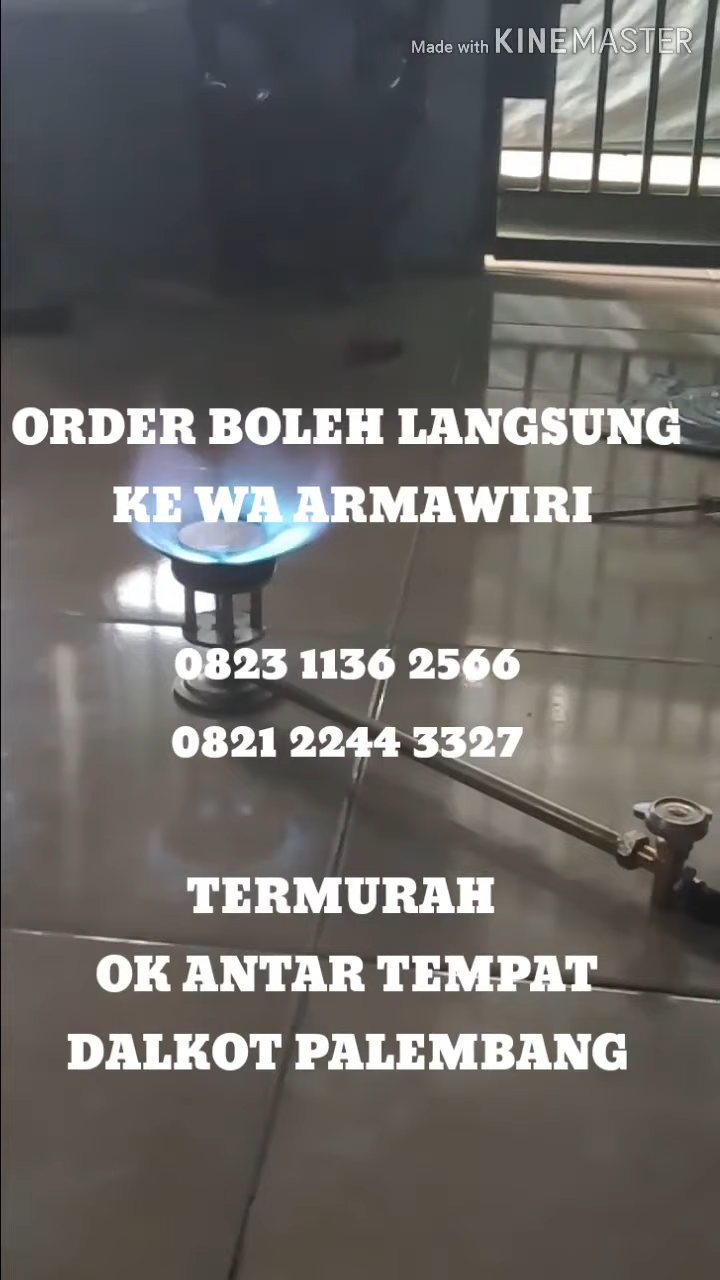 Made with KINEMASTER
ORDER BOLEH LANGSUNG
KE WA ARMAWIRI
0823 1136 2566
0821 2244 3327
TERMURAH
OK ANTAR TEMPAT
DALKOT PALEMBANG